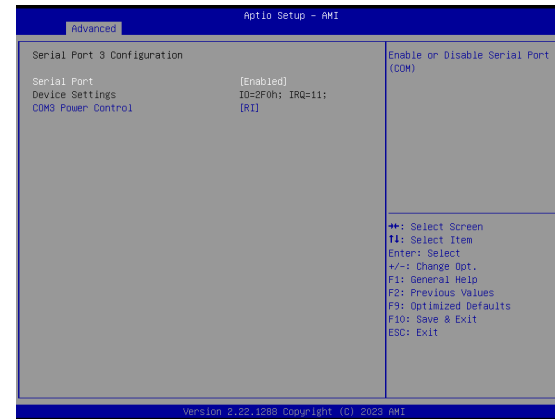 Aptio Setup - AMI
Advanced
Serial Port 3 Configuration
Serial Port [Enabled]
Device Settings IO=2F0h; IRQ=11;
COM3 Power Control [RI]
Enable or Disable Serial Port
(COM)
→←: Select Screen
↑↓: Select Item
Enter: Select
+/-: Change Opt.
F1: General Help
F2: Previous Values
F9: Optimized Defaults
F10: Save & Exit
ESC: Exit
Version 2.22.1288 Copyright (C) 2023 AMI